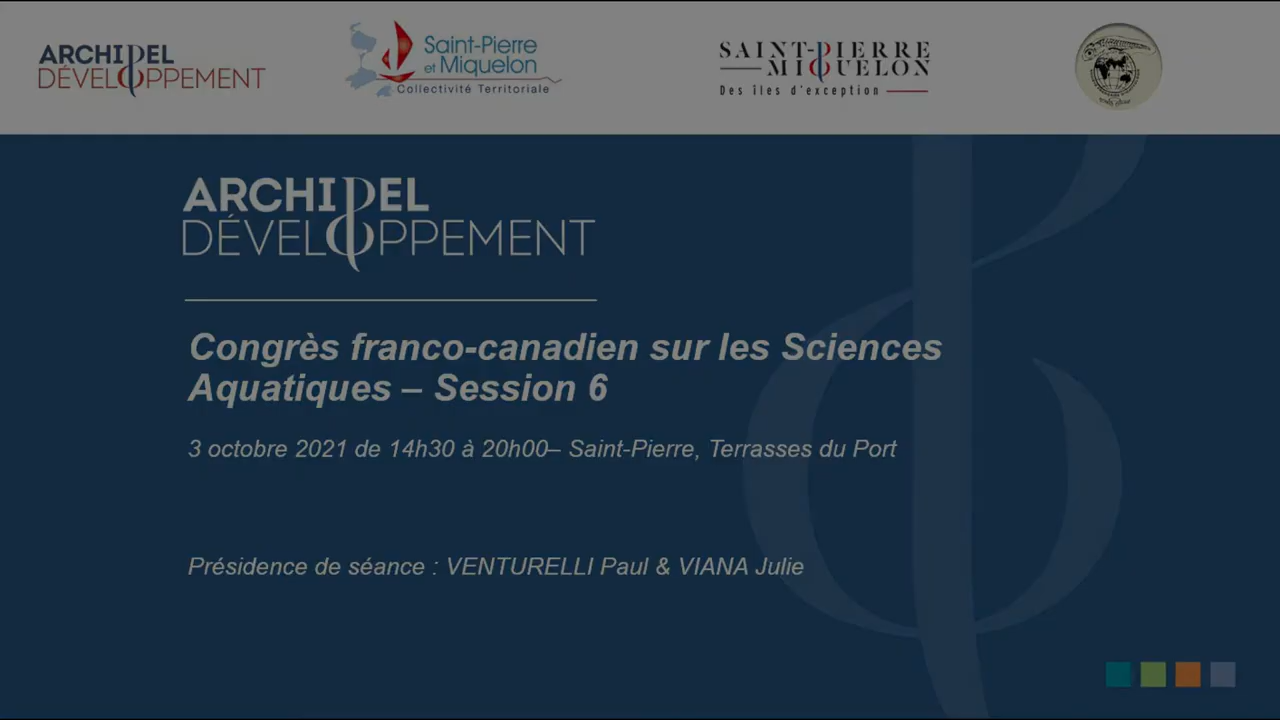 ARCHIPEL
DÉVELOPPEMENT
Saint-Pierre
et Miquelon
Collectivité Territoriale
SAINT-PIERRE
MIQUELON
Des îles d'exception
ARCHIPEL
DÉVELOPPEMENT
Congrès franco-canadien sur les Sciences
Aquatiques – Session 6
3 octobre 2021 de 14h30 à 20h00– Saint-Pierre, Terrasses du Port
Présidence de séance : VENTURELLI Paul & VIANA Julie